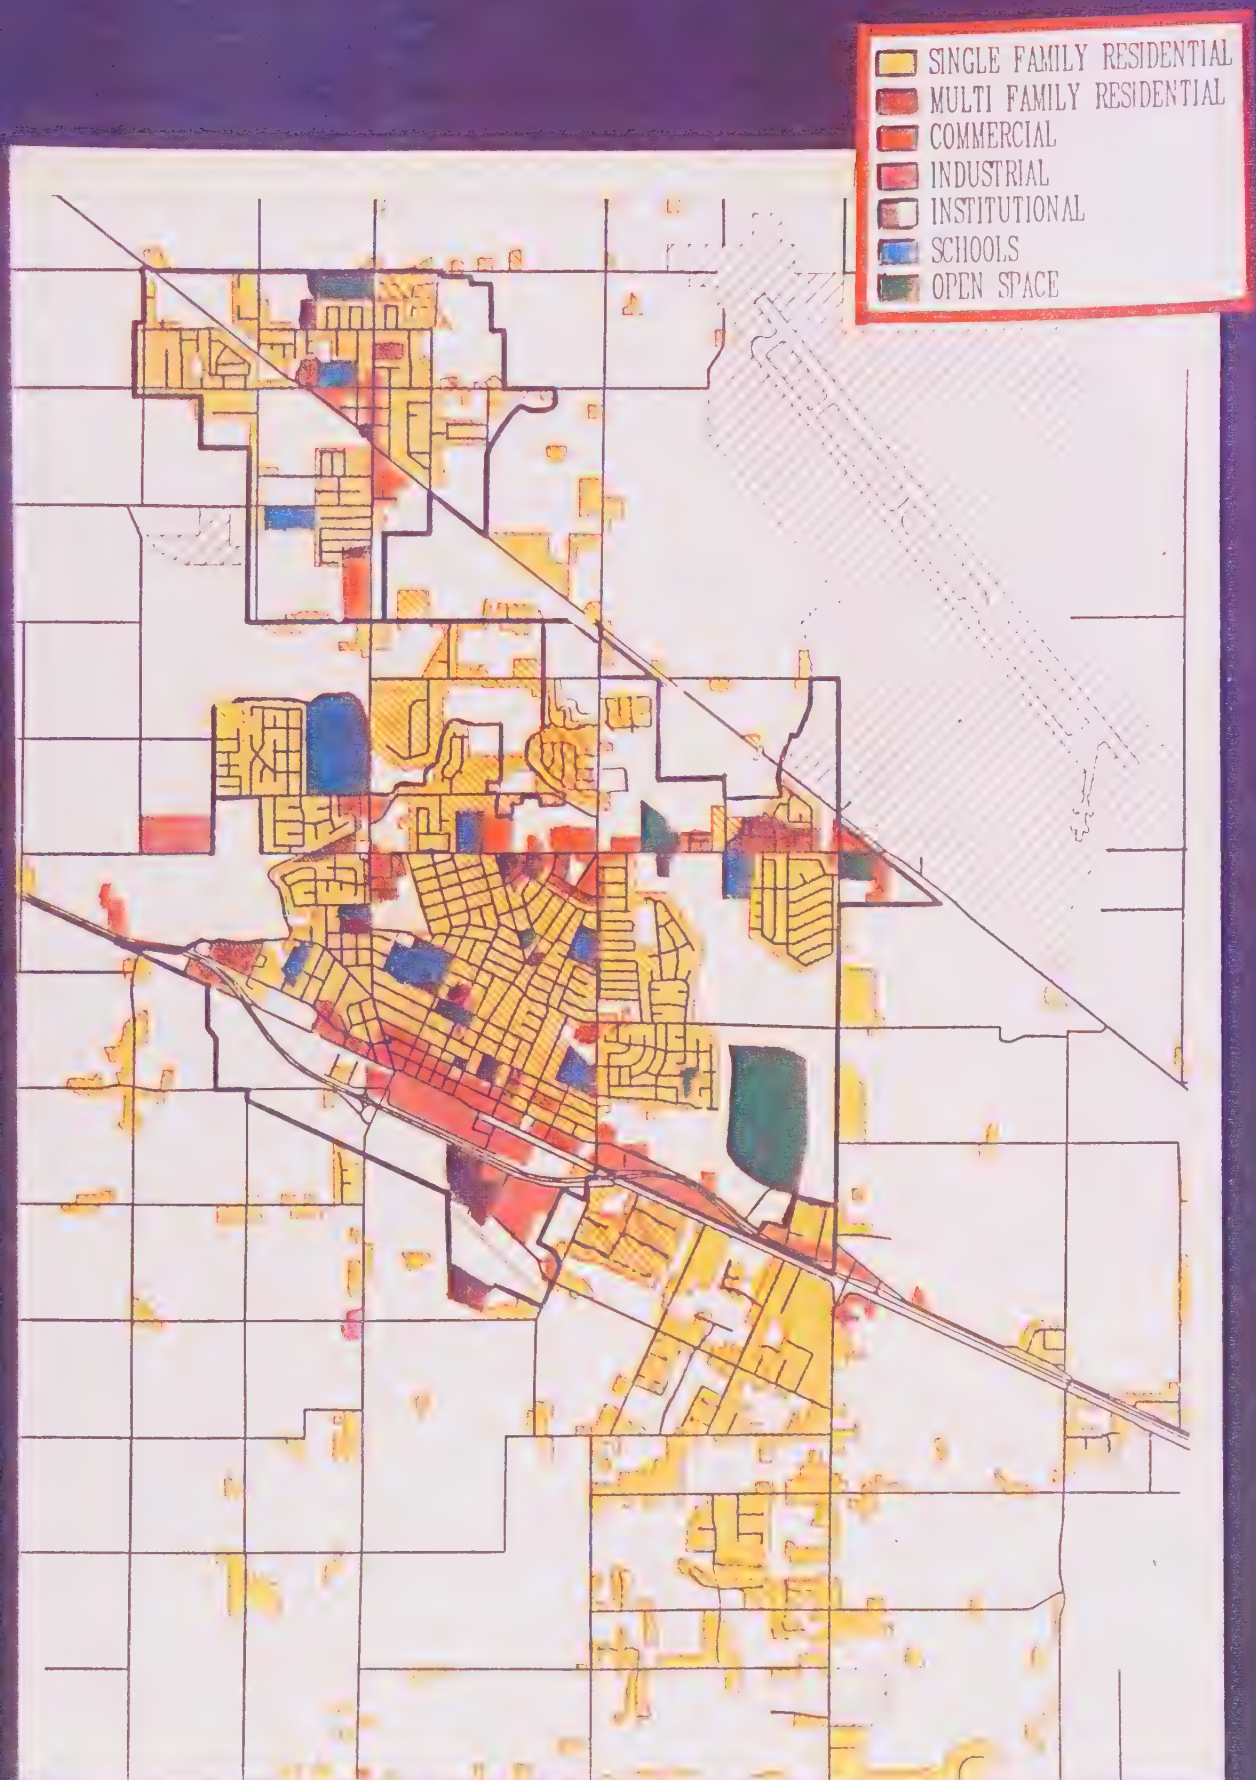 SINGLE FAMILY RESIDENTIAL
MULTI FAMILY RESIDENTIAL
COMMERCIAL
INDUSTRIAL
INSTITUTIONAL
SCHOOLS
OPEN SPACE